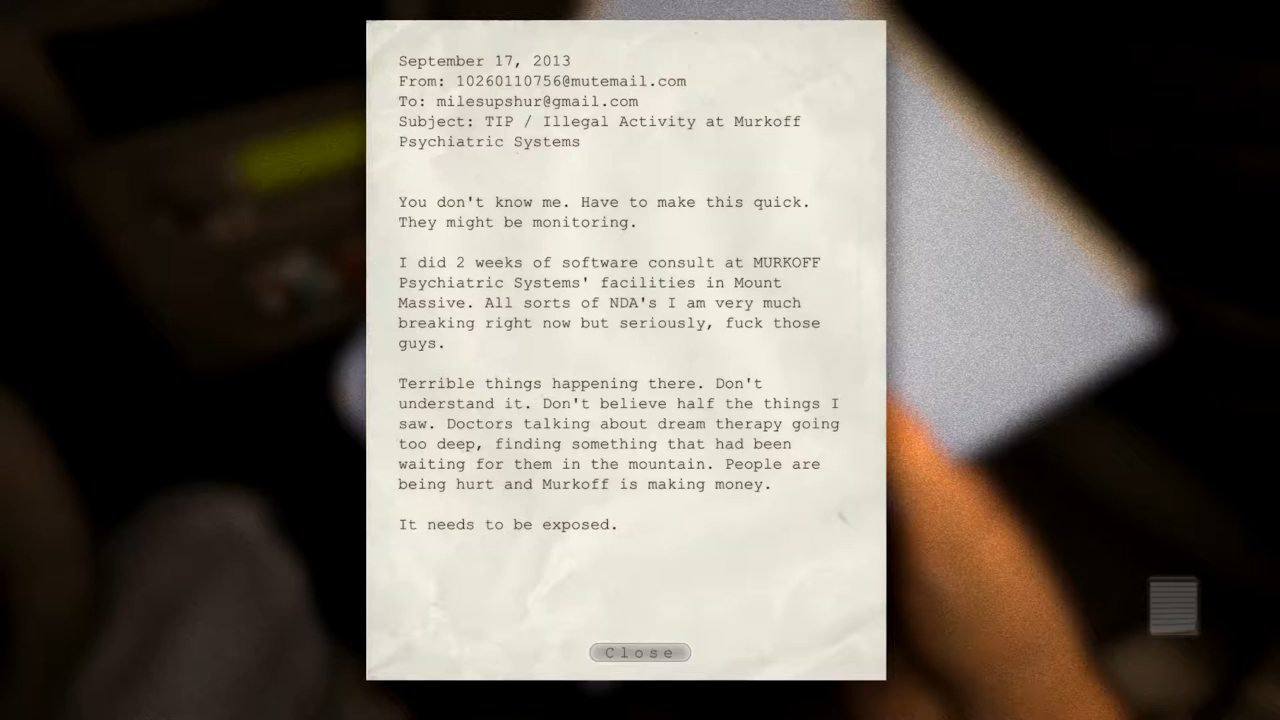 September 17, 2013
From: 10260110756@mutemail.com
To: milesupshur@gmail.com
Subject: TIP / Illegal Activity at Murkoff
Psychiatric Systems
You don't know me. Have to make this quick.
They might be monitoring.
I did 2 weeks of software consult at MURKOFF
Psychiatric Systems' facilities in Mount
Massive. All sorts of NDA's I am very much
breaking right now but seriously, fuck those
guys.
Terrible things happening there. Don't
understand it. Don't believe half the things I
saw. Doctors talking about dream therapy going
too deep, finding something that had been
waiting for them in the mountain. People are
being hurt and Murkoff is making money.
It needs to be exposed.
Close